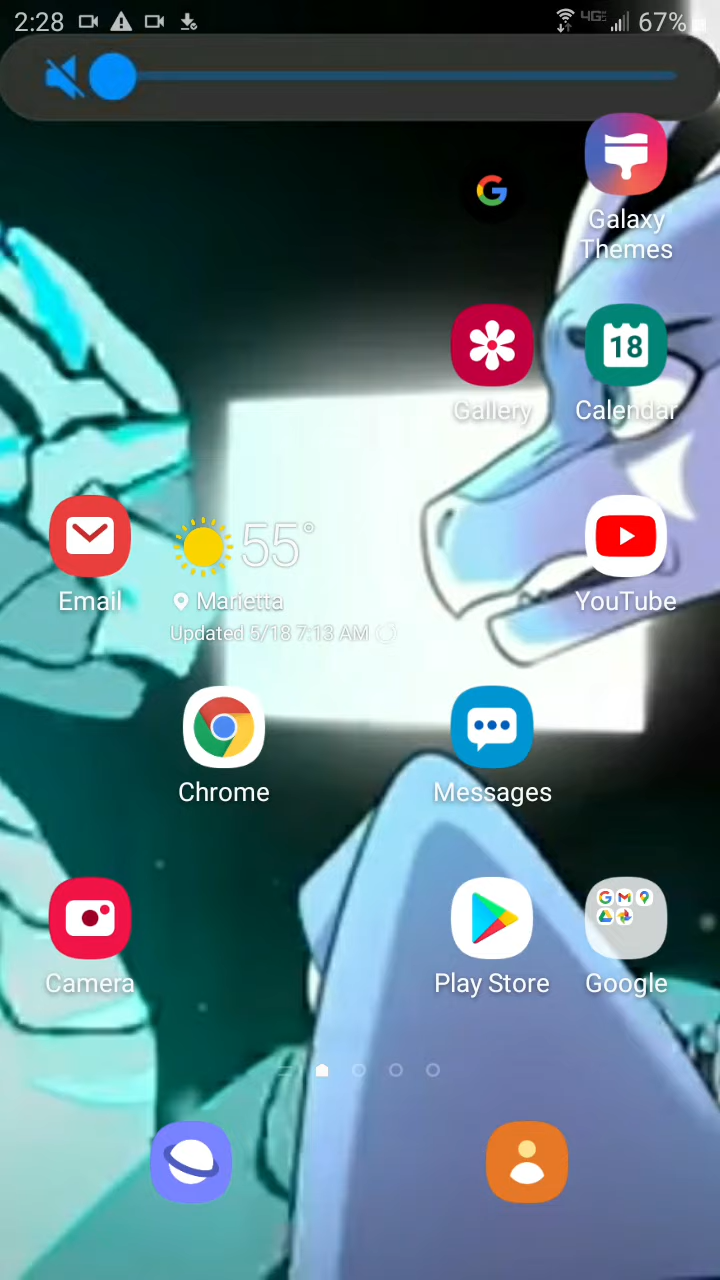 2:28
4G
67%
Galaxy
Themes
Gallery
18
Calendar
Email
55°
Marietta
Updated 5/18 7:13 AM
YouTube
Chrome
Messages
Camera
Play Store
Google